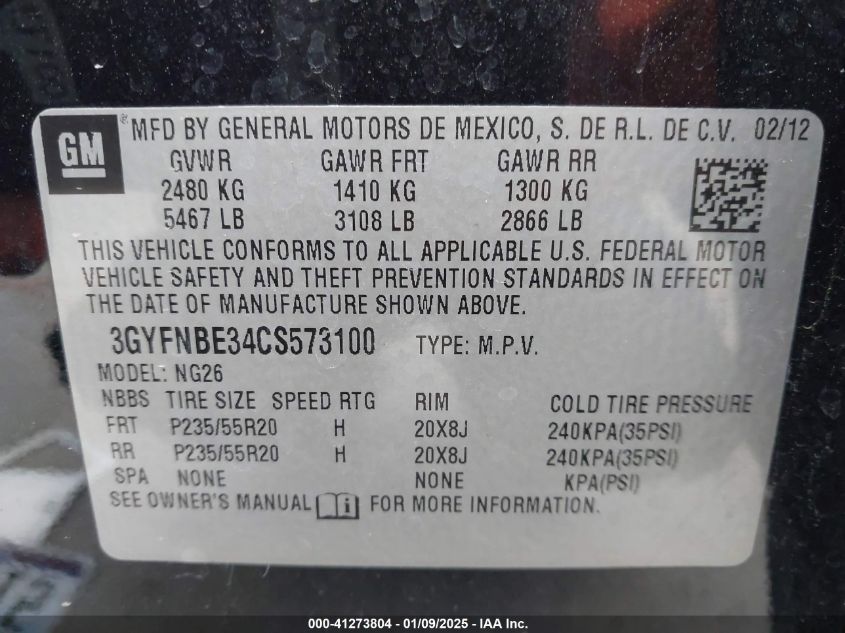 GM
® MFD BY GENERAL MOTORS DE MEXICO, S. DE R.L. DE C.V. 02/12
GVWR GAWR FRT GAWR RR
2480 KG 1410 KG 1300 KG
5467 LB 3108 LB 2866 LB
THIS VEHICLE CONFORMS TO ALL APPLICABLE U.S. FEDERAL MOTOR
VEHICLE SAFETY AND THEFT PREVENTION STANDARDS IN EFFECT ON
THE DATE OF MANUFACTURE SHOWN ABOVE.
3GYFNBE34CS573100 TYPE: M.P.V.
MODEL: NG26
NBBS TIRE SIZE SPEED RTG RIM COLD TIRE PRESSURE
FRT P235/55R20 H 20X8J 240KPA(35PSI)
RR P235/55R20 H 20X8J 240KPA(35PSI)
SPA NONE NONE KPA(PSI)
SEE OWNER'S MANUAL FOR MORE INFORMATION.
000-41273804 - 01/09/2025 - IAA Inc.